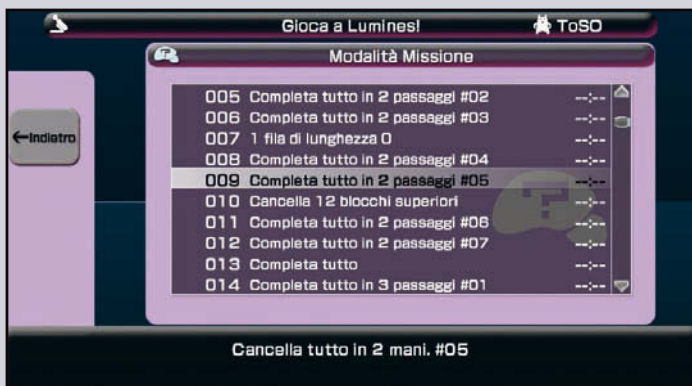 Gioca a Lumines! ToSO
Modalità Missione
←Indietro
005 Completa tutto in 2 passaggi #02 --:--
006 Completa tutto in 2 passaggi #03 --:--
007 1 fila di lunghezza 0 --:--
008 Completa tutto in 2 passaggi #04 --:--
009 Completa tutto in 2 passaggi #05 --:--
010 Cancella 12 blocchi superiori --:--
011 Completa tutto in 2 passaggi #06 --:--
012 Completa tutto in 2 passaggi #07 --:--
013 Completa tutto --:--
014 Completa tutto in 3 passaggi #01 --:--
Cancella tutto in 2 mani. #05